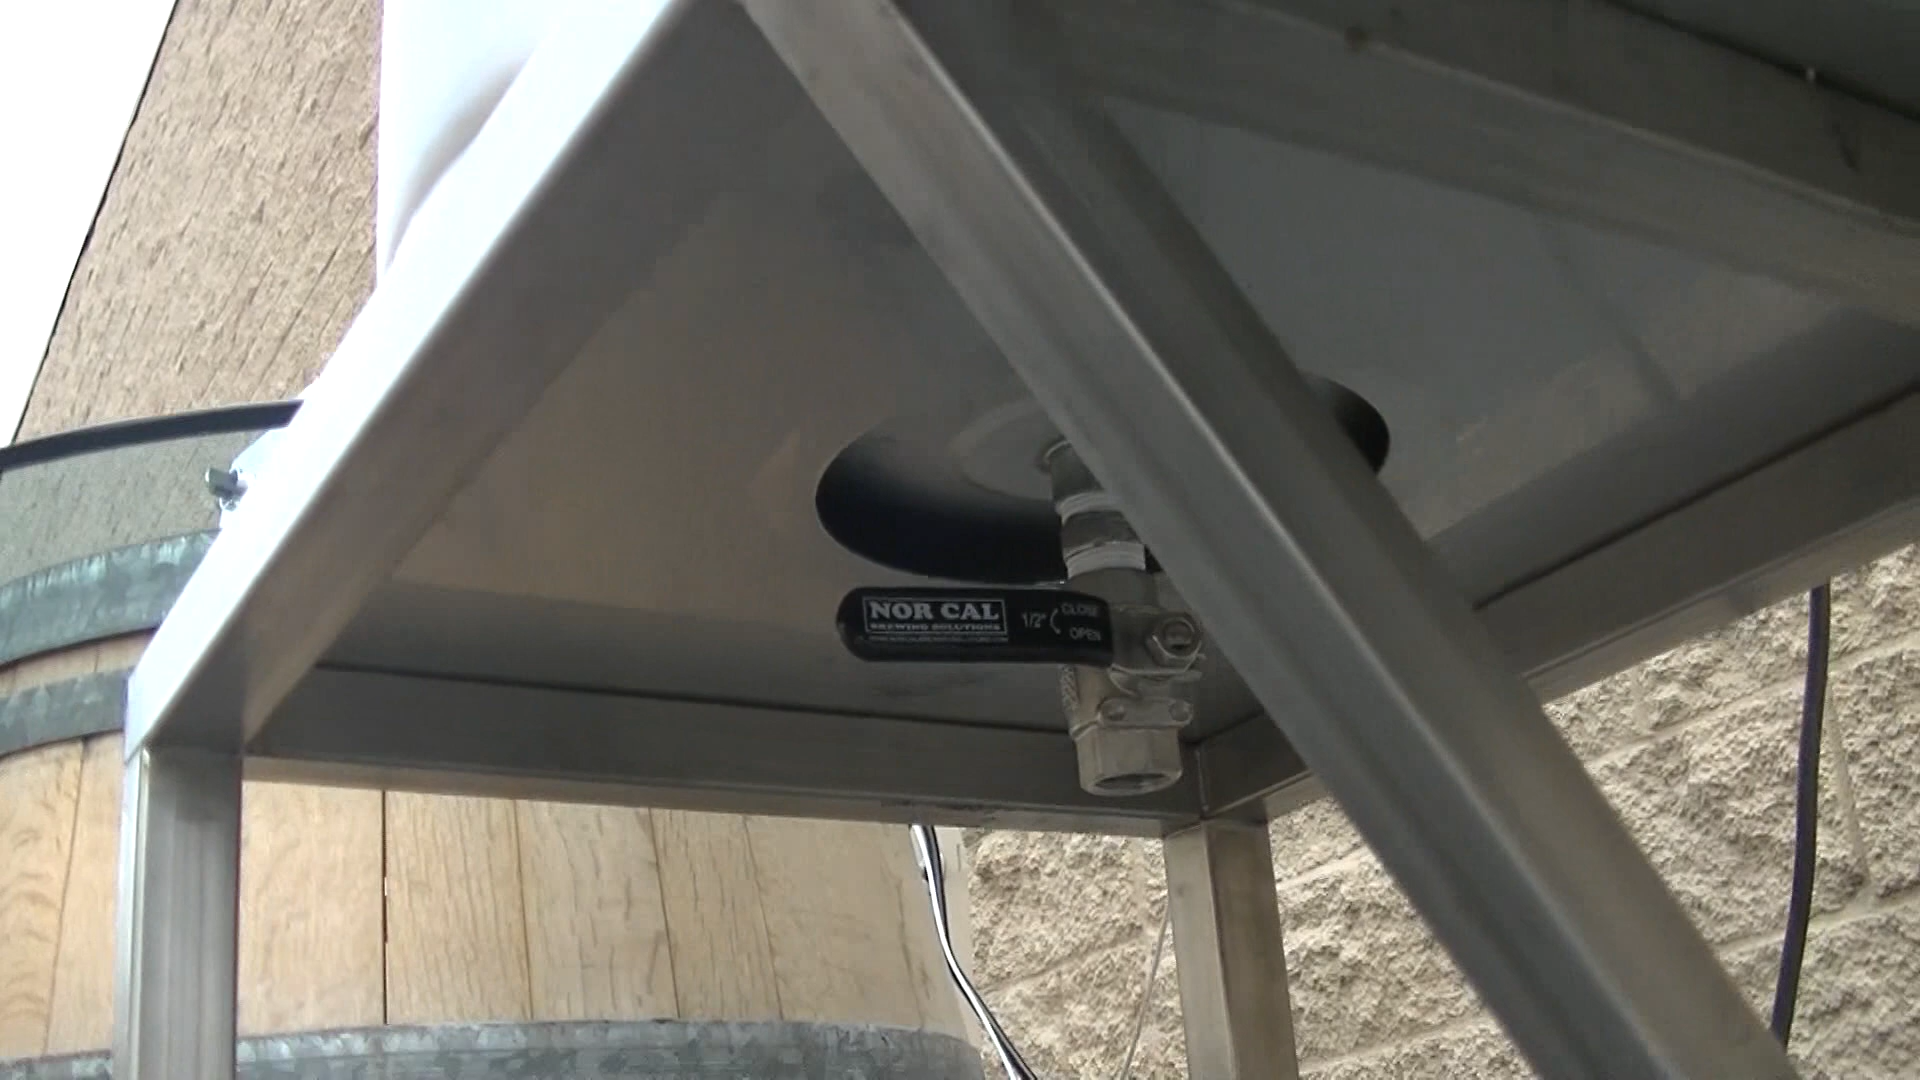 NOR CAL
BREWING SOLUTIONS
1/2"
CLOSE
OPEN